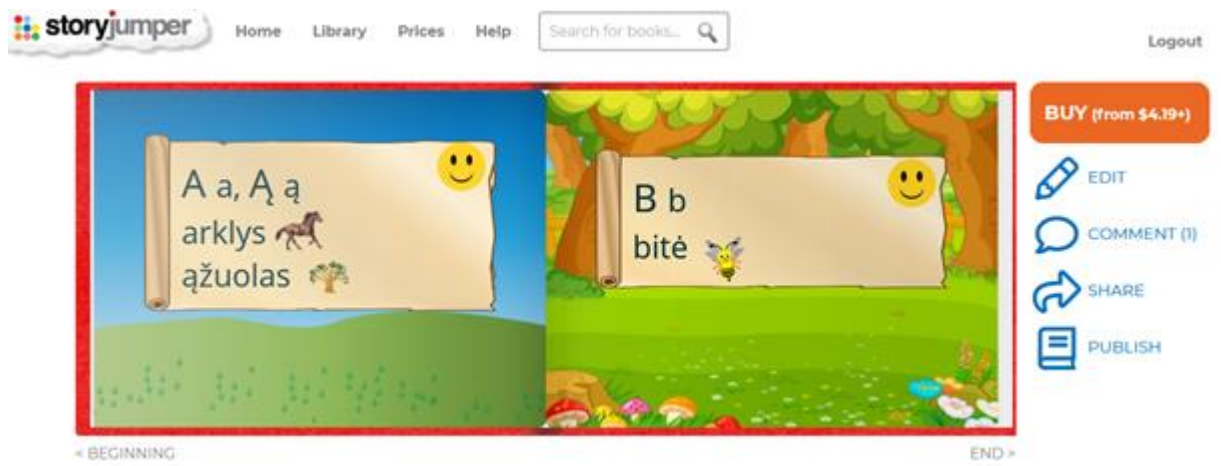 storyjumper Home Library Prices Help Search for books... Logout
A a, Ą ą
arklys
ąžuolas
B b
bitė
BUY (from $4.19+)
EDIT
COMMENT (1)
SHARE
PUBLISH
< BEGINNING END >